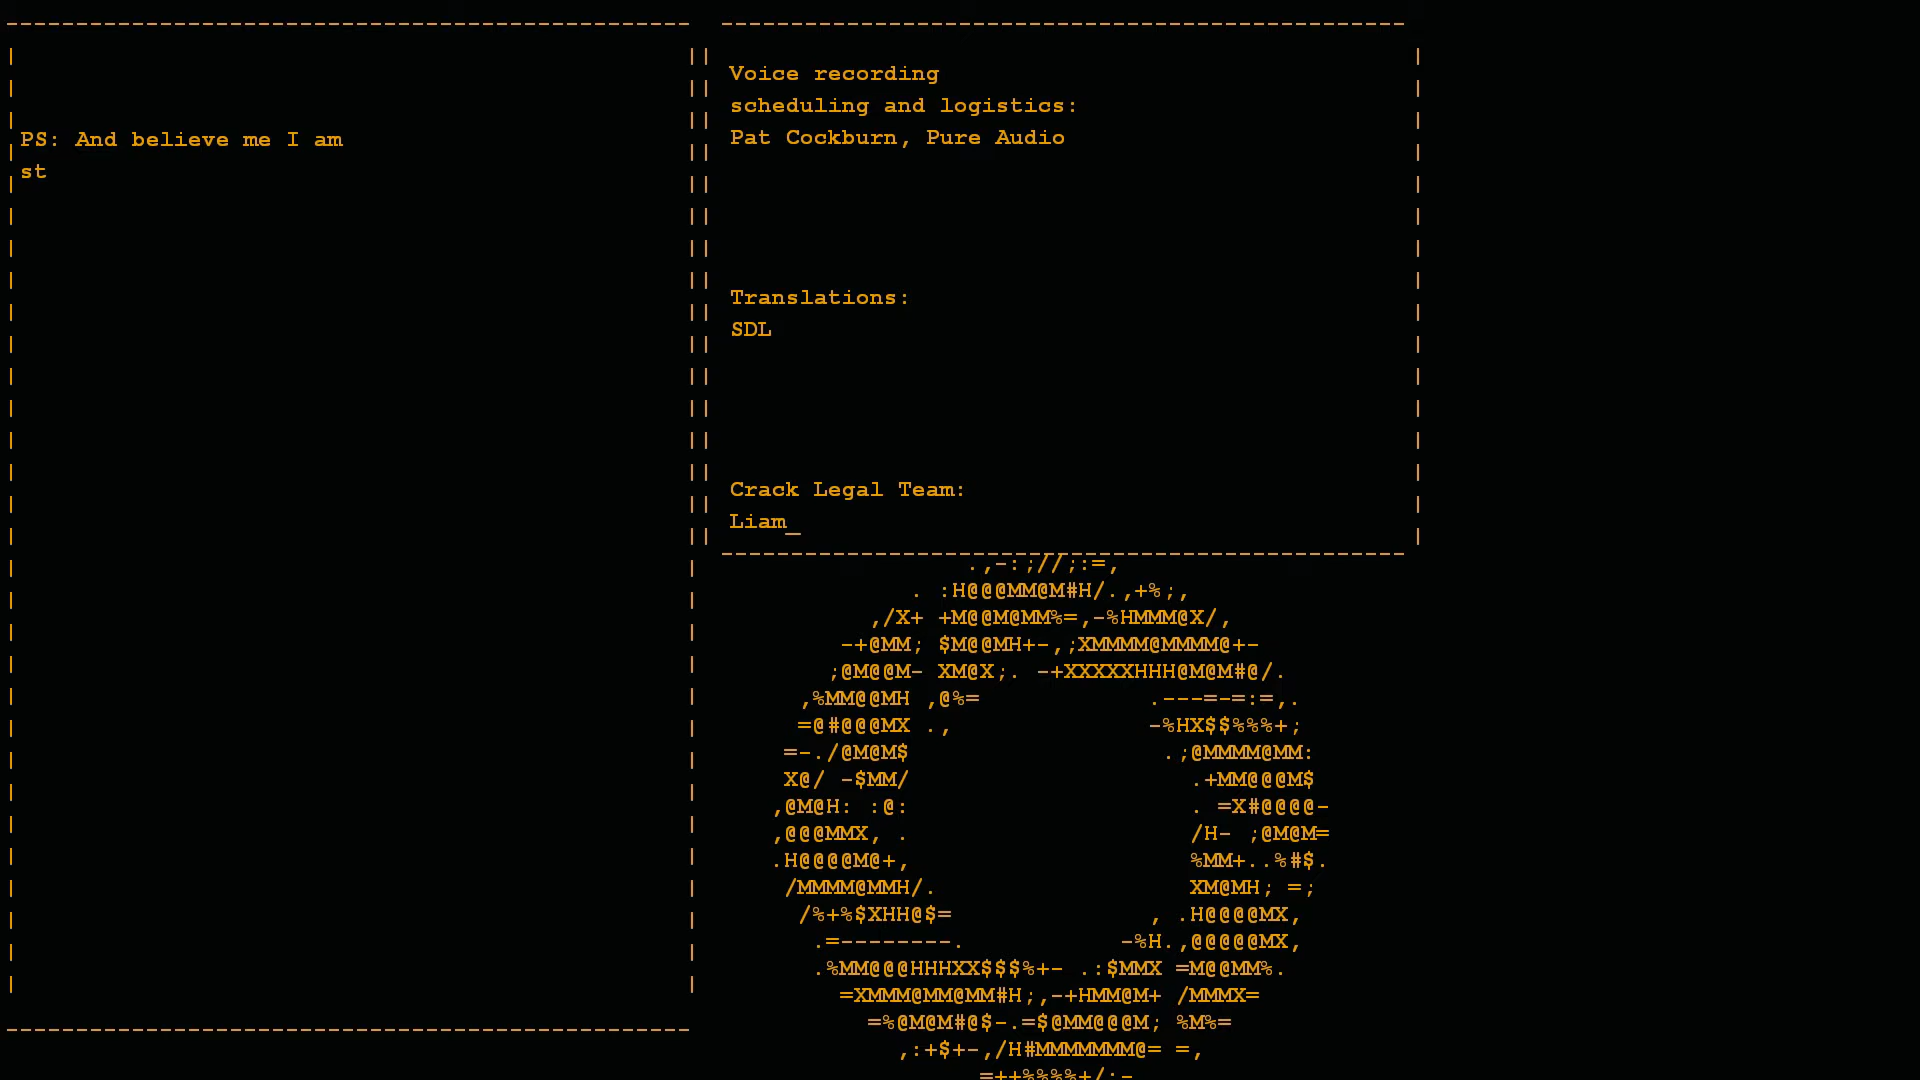 PS: And believe me I am
st
Voice recording
scheduling and logistics:
Pat Cockburn, Pure Audio
Translations:
SDL
Crack Legal Team:
Liam_